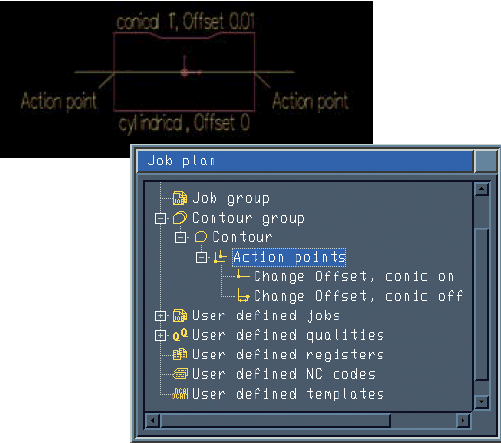 conical 1°, Offset 0.01
Action point
Action point
cylindrical, Offset 0
Job plan
Job group
Contour group
Contour
Action points
Change Offset, conic on
Change Offset, conic off
User defined jobs
User defined qualities
User defined registers
User defined NC codes
User defined templates